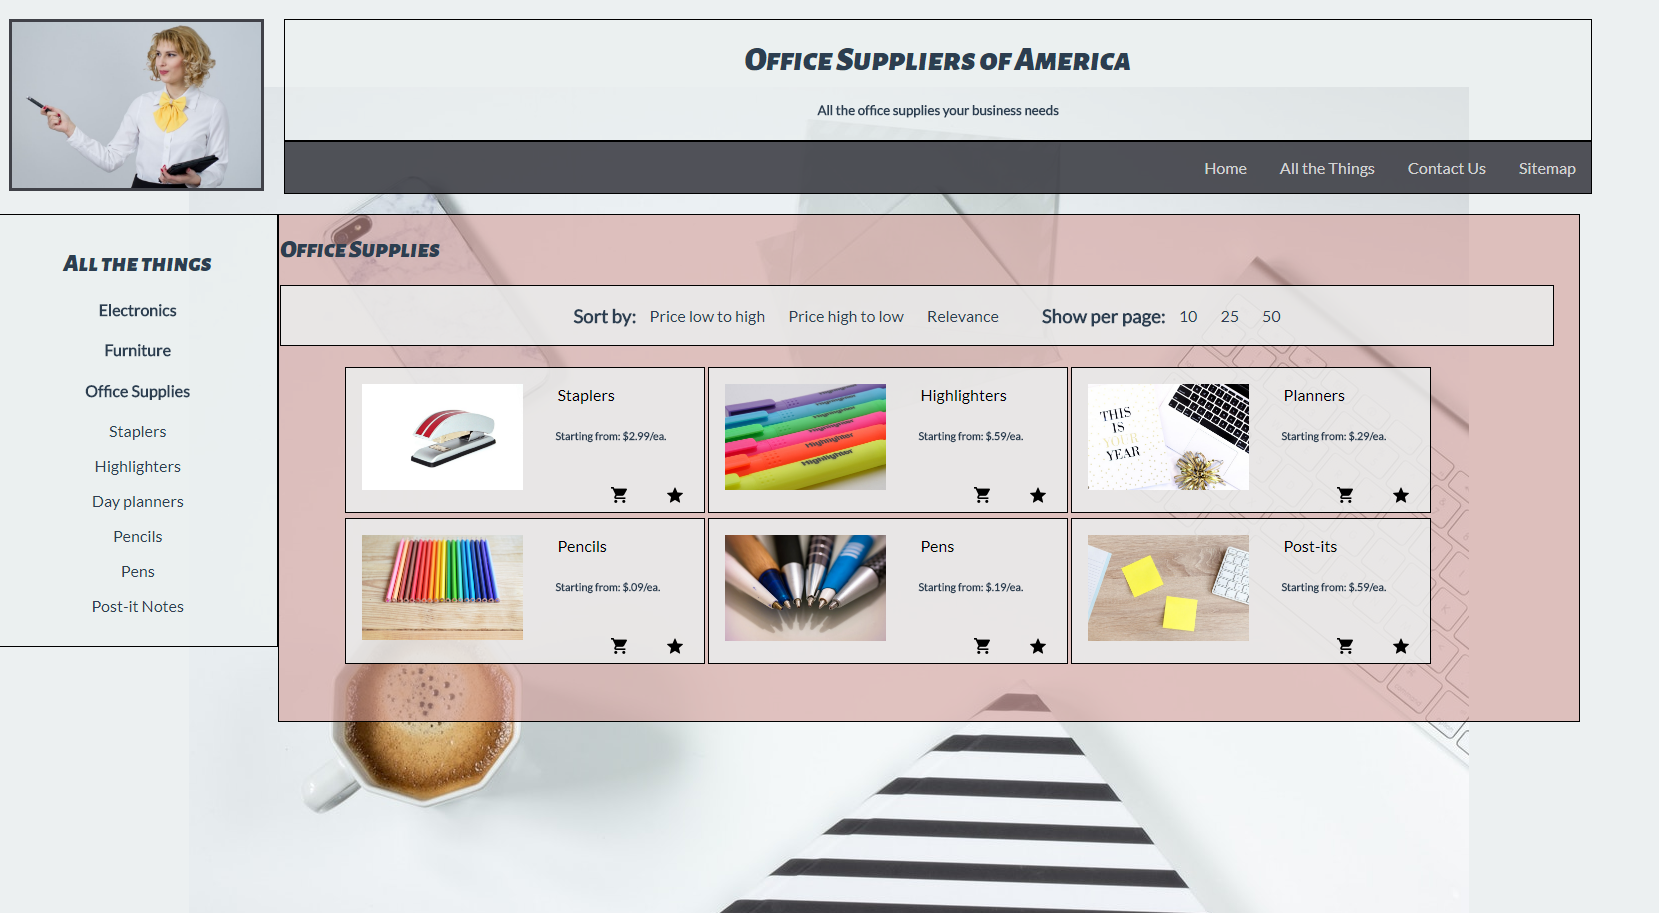 Office Suppliers of America
All the office supplies your business needs
Home All the Things Contact Us Sitemap
All the things
Electronics
Furniture
Office Supplies
Staplers
Highlighters
Day planners
Pencils
Pens
Post-it Notes
Office Supplies
Sort by: Price low to high Price high to low Relevance Show per page: 10 25 50
Staplers
Starting from: $2.99/ea.
Highlighter
Highlighter
Highlighter
Highlighters
Starting from: $.59/ea.
THIS
IS
YOUR
YEAR
Planners
Starting from: $.29/ea.
Pencils
Starting from: $.09/ea.
Pens
Starting from: $.19/ea.
Post-its
Starting from: $.59/ea.